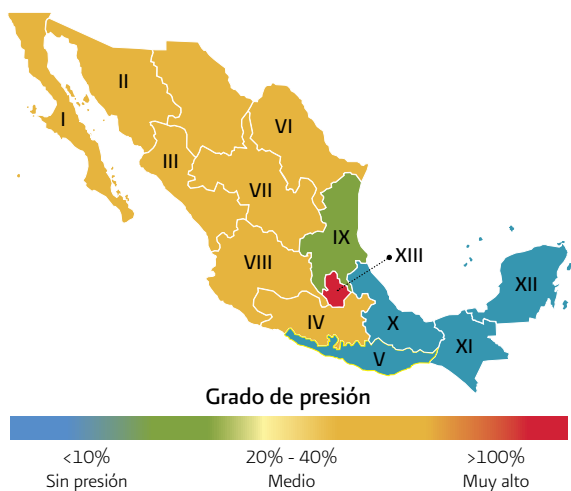 II
I
VI
III
VII
IX
XIII
VIII
XII
IV
X
XI
V
Grado de presión
<10%
20% - 40%
>100%
Sin presión
Medio
Muy alto